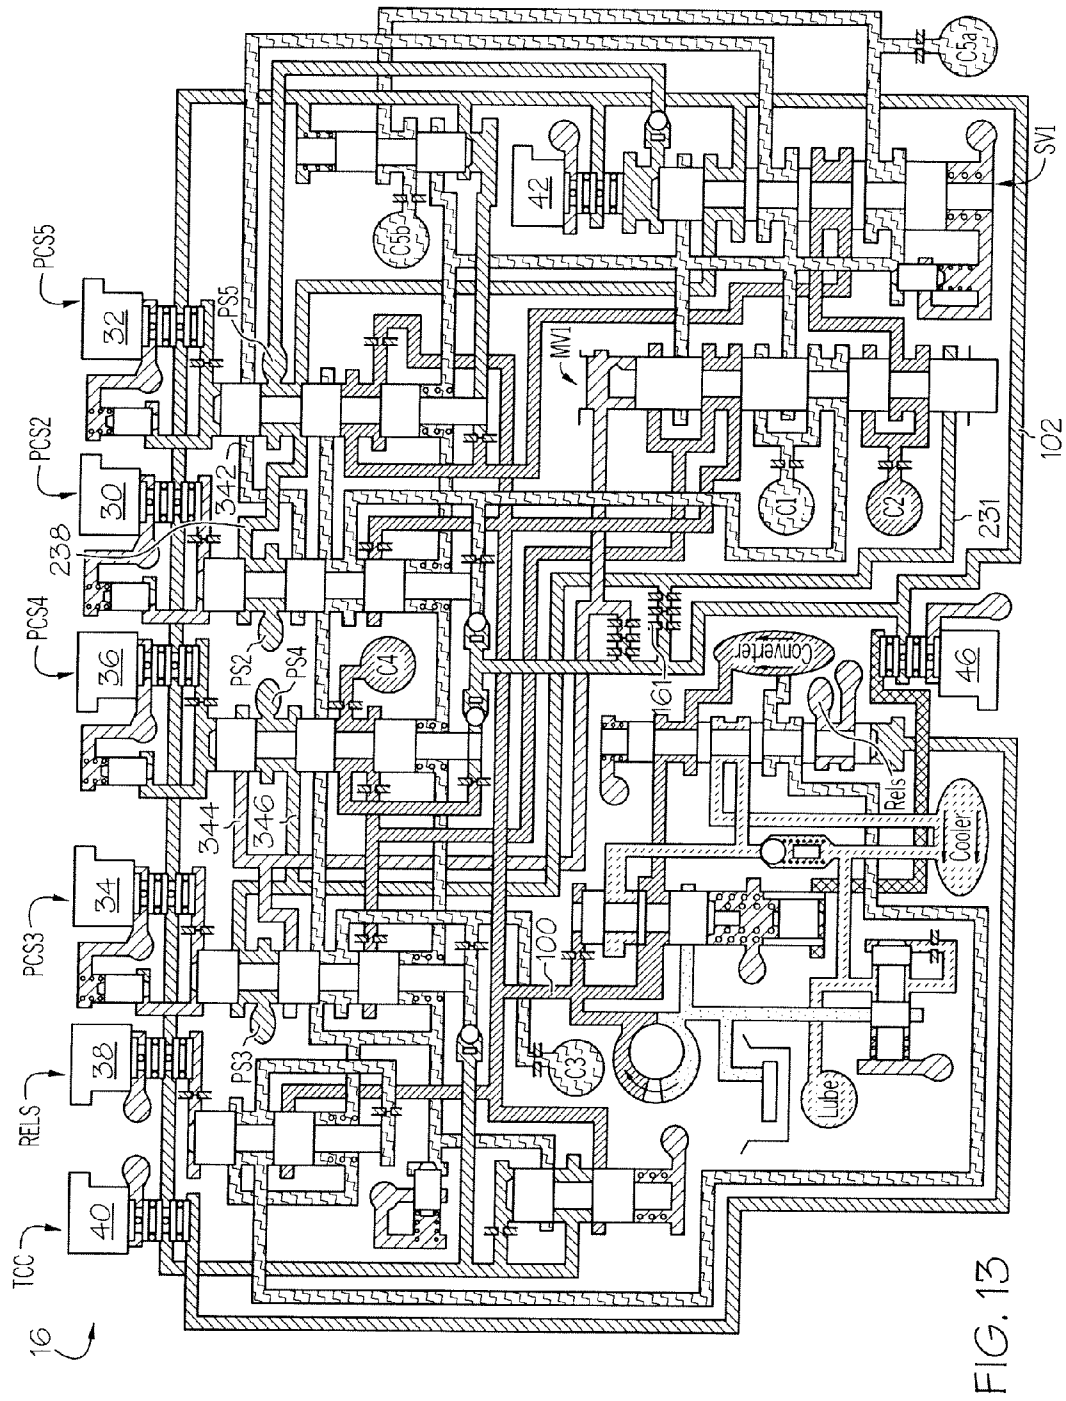 16
TCC
40
RELS
38
PCS3
34
PCS4
36
PCS2
30
PCS5
32
PS3
344
346
PS2
PS4
238
342
PS5
C5b
42
C5a
SV1
MV1
C4
C1
C2
231
102
161
46
Converter
Rels
Cooler
100
C3
Lube
FIG. 13